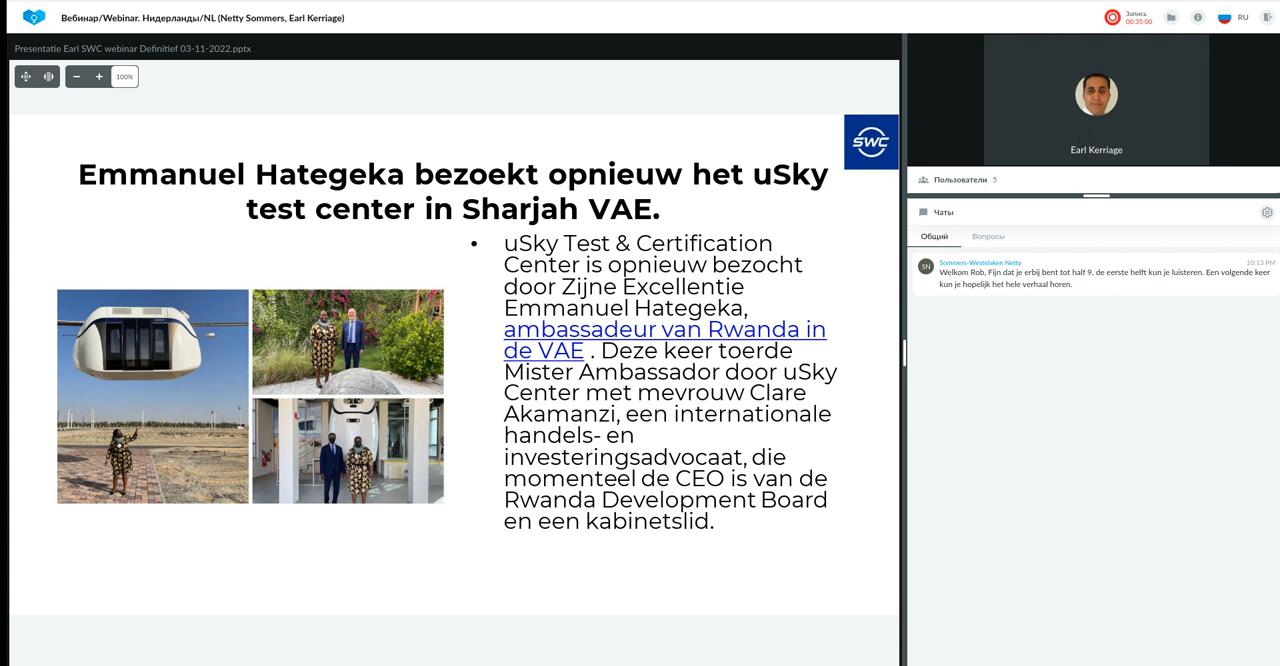 Вебинар/Webinar. Нидерланды/NL (Netty Sommers, Earl Kerriage)
Запись
00:35:00
RU
Presentatie Earl SWC webinar Definitief 03-11-2022.pptx
100%
SWC
Emmanuel Hategeka bezoekt opnieuw het uSky
test center in Sharjah VAE.
• uSky Test & Certification
Center is opnieuw bezocht
door Zijne Excellentie
Emmanuel Hategeka,
ambassadeur van Rwanda in
de VAE . Deze keer toerde
Mister Ambassador door uSky
Center met mevrouw Clare
Akamanzi, een internationale
handels- en
investeringsadvocaat, die
momenteel de CEO is van de
Rwanda Development Board
en een kabinetslid.
Earl Kerriage
Пользователи 5
Чаты
Общий Вопросы
SN
Sommers-Westelaken Netty 10:13 PM
Welkom Rob, Fijn dat je erbij bent tot half 9, de eerste helft kun je luisteren. Een volgende keer
kun je hopelijk het hele verhaal horen.